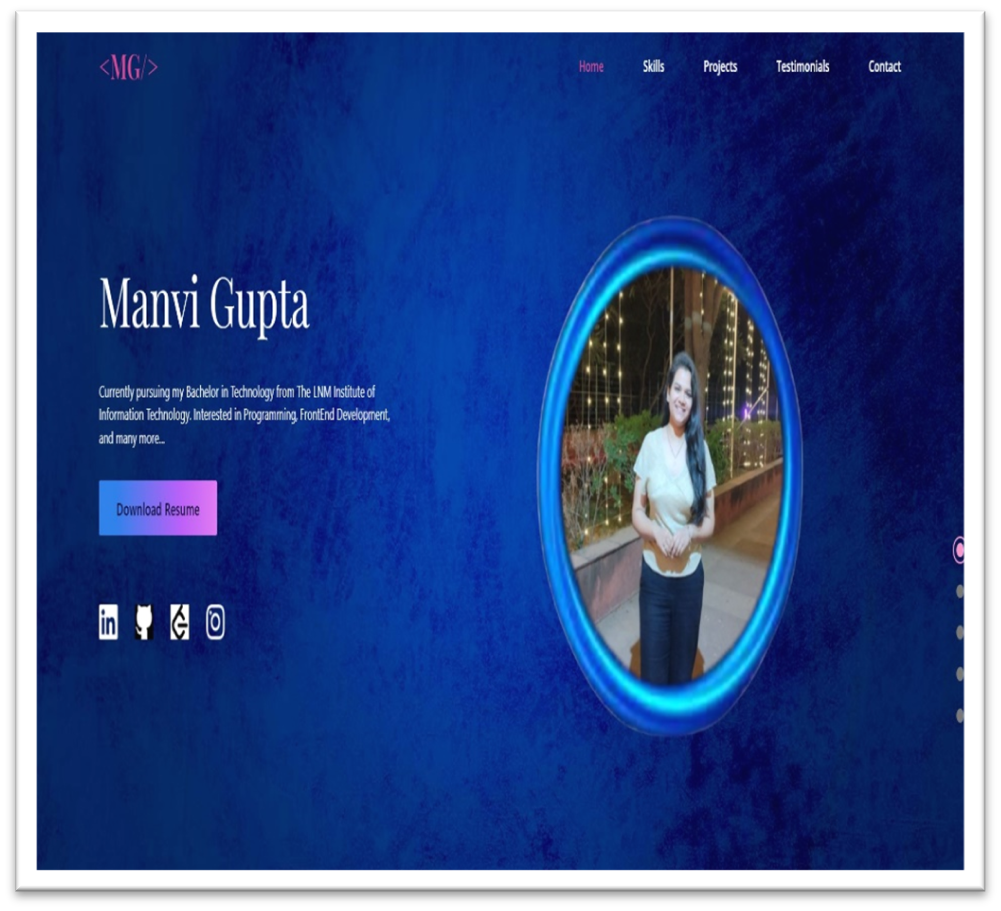 <MG/>
Home Skills Projects Testimonials Contact
Manvi Gupta
Currently pursuing my Bachelor in Technology from The LNM Institute of
Information Technology. Interested in Programming, FrontEnd Development,
and many more...
Download Resume
in